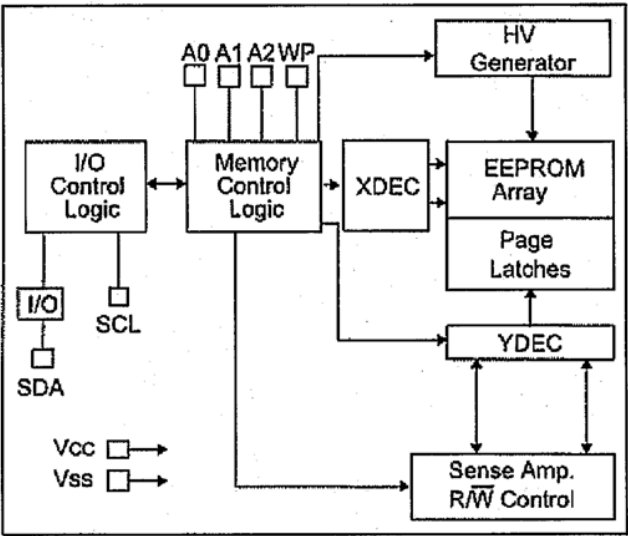 A0 A1 A2 WP
HV
Generator
I/O
Control
Logic
Memory
Control
Logic
XDEC
EEPROM
Array
Page
Latches
I/O
SCL
SDA
YDEC
Vcc
Vss
Sense Amp.
R/W̅ Control